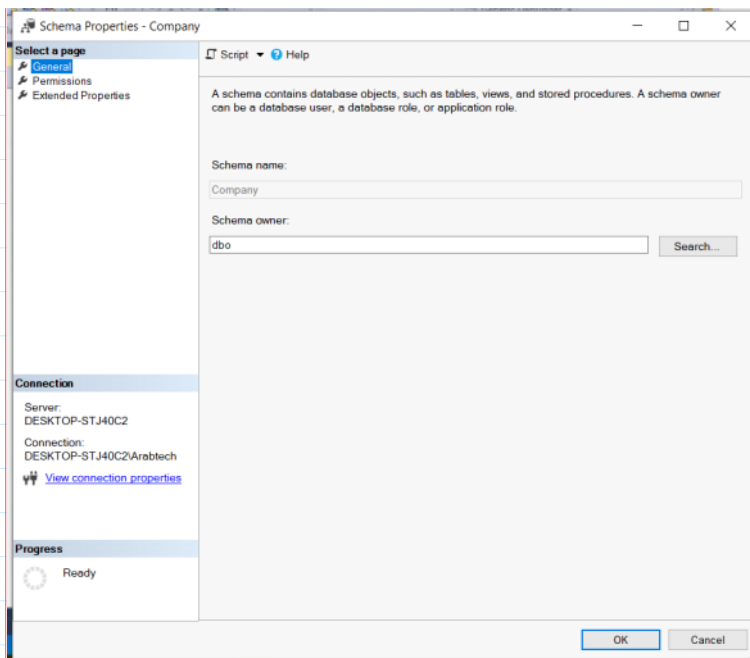 Schema Properties - Company
Select a page
General
Permissions
Extended Properties
Script
Help
A schema contains database objects, such as tables, views, and stored procedures. A schema owner
can be a database user, a database role, or application role.
Schema name:
Company
Schema owner:
dbo
Search...
Connection
Server:
DESKTOP-STJ40C2
Connection:
DESKTOP-STJ40C2\Arabtech
View connection properties
Progress
Ready
OK
Cancel